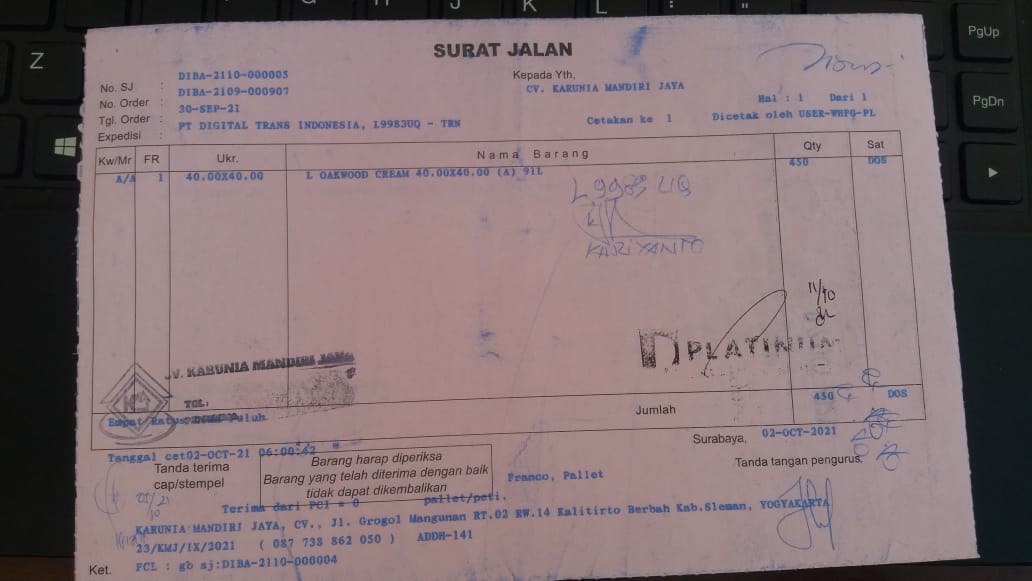 SURAT JALAN
No. SJ : DIBA-2110-000005
No. Order : DIBA-2109-000907
Tgl. Order : 30-SEP-21
Expedisi : PT DIGITAL TRANS INDONESIA, L9983UQ - TRN
Kepada Yth,
CV. KARUNIA MANDIRI JAYA
Hal : 1 Dari 1
Cetakan ke 1 Dicetak oleh USER-WHPG-PL
Kw/Mr FR Ukr. Nama Barang Qty Sat
A/A 1 40.00X40.00 L OAKWOOD CREAM 40.00X40.00 (A) 91L 450 DOS
L 9983 UQ
KARIYANTO
11/10
21
PLATINUM
CV. KARUNIA MANDIRI JAYA
TGL:
Jumlah 450 DOS
Empat Ratus Puluh
Surabaya, 02-OCT-2021
Tanggal cet02-OCT-21 06:00:42
Tanda terima
cap/stempel
Barang harap diperiksa
Barang yang telah diterima dengan baik
tidak dapat dikembalikan
Tanda tangan pengurus,
Franco, Pallet
Terima dari PCI = 0 pallet/peti.
KARUNIA MANDIRI JAYA, CV., Jl. Grogol Mangunan RT.02 RW.14 Kalitirto Berbah Kab.Sleman, YOGYAKARTA
23/KMJ/IX/2021 ( 087 738 862 050 ) ADDH-141
Ket. FCL : gb sj:DIBA-2110-000004
Z
K
L
PgUp
PgDn